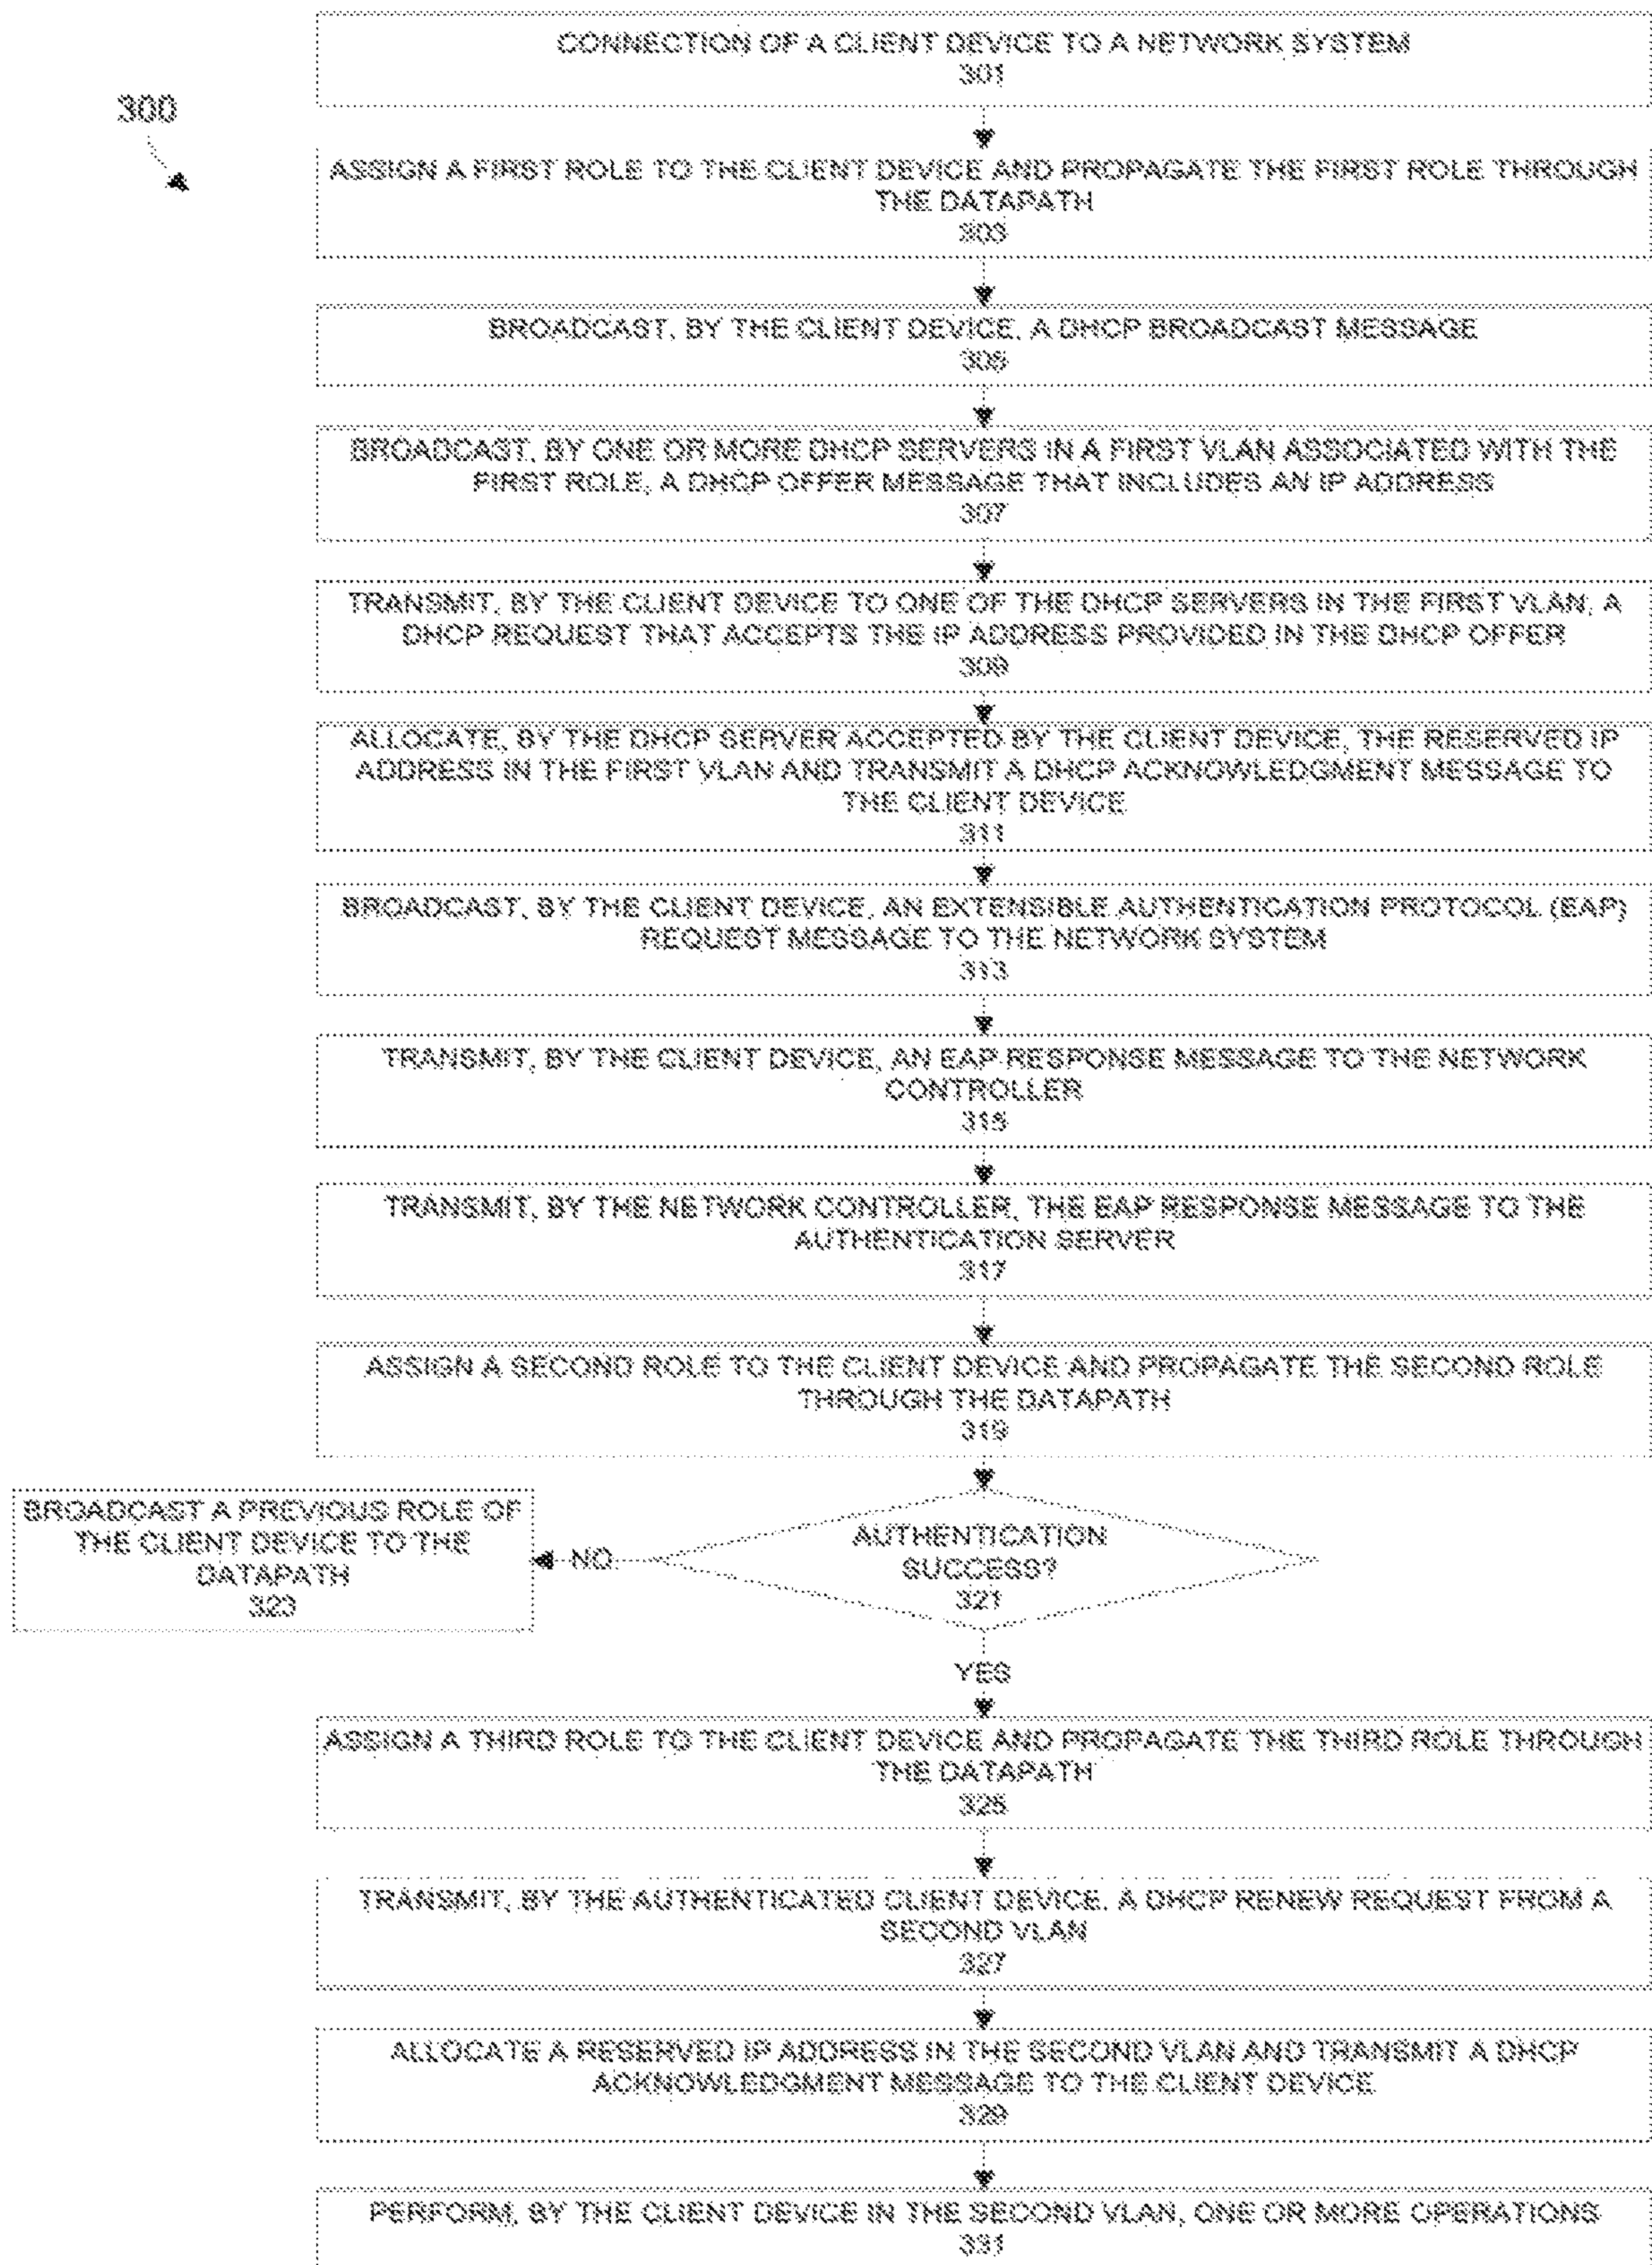 CONNECTION OF A CLIENT DEVICE TO A NETWORK SYSTEM
301
300
ASSIGN A FIRST ROLE TO THE CLIENT DEVICE AND PROPAGATE THE FIRST ROLE THROUGH
THE DATAPATH
303
BROADCAST, BY THE CLIENT DEVICE, A DHCP BROADCAST MESSAGE
305
BROADCAST, BY ONE OR MORE DHCP SERVERS IN A FIRST VLAN ASSOCIATED WITH THE
FIRST ROLE, A DHCP OFFER MESSAGE THAT INCLUDES AN IP ADDRESS
307
TRANSMIT, BY THE CLIENT DEVICE TO ONE OF THE DHCP SERVERS IN THE FIRST VLAN, A
DHCP REQUEST THAT ACCEPTS THE IP ADDRESS PROVIDED IN THE DHCP OFFER
309
ALLOCATE, BY THE DHCP SERVER ACCEPTED BY THE CLIENT DEVICE, THE RESERVED IP
ADDRESS IN THE FIRST VLAN AND TRANSMIT A DHCP ACKNOWLEDGMENT MESSAGE TO
THE CLIENT DEVICE
311
BROADCAST, BY THE CLIENT DEVICE, AN EXTENSIBLE AUTHENTICATION PROTOCOL (EAP)
REQUEST MESSAGE TO THE NETWORK SYSTEM
313
TRANSMIT, BY THE CLIENT DEVICE, AN EAP RESPONSE MESSAGE TO THE NETWORK
CONTROLLER
315
TRANSMIT, BY THE NETWORK CONTROLLER, THE EAP RESPONSE MESSAGE TO THE
AUTHENTICATION SERVER
317
ASSIGN A SECOND ROLE TO THE CLIENT DEVICE AND PROPAGATE THE SECOND ROLE
THROUGH THE DATAPATH
319
BROADCAST A PREVIOUS ROLE OF
THE CLIENT DEVICE TO THE
DATAPATH
323
NO
AUTHENTICATION
SUCCESS?
321
YES
ASSIGN A THIRD ROLE TO THE CLIENT DEVICE AND PROPAGATE THE THIRD ROLE THROUGH
THE DATAPATH
325
TRANSMIT, BY THE AUTHENTICATED CLIENT DEVICE, A DHCP RENEW REQUEST FROM A
SECOND VLAN
327
ALLOCATE A RESERVED IP ADDRESS IN THE SECOND VLAN AND TRANSMIT A DHCP
ACKNOWLEDGMENT MESSAGE TO THE CLIENT DEVICE
329
PERFORM, BY THE CLIENT DEVICE IN THE SECOND VLAN, ONE OR MORE OPERATIONS
331